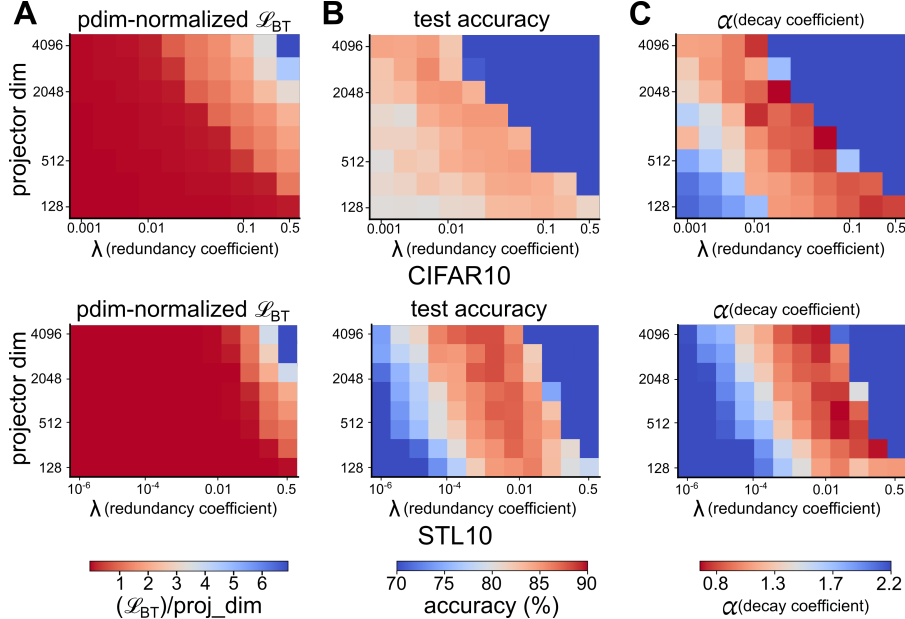 A
B
C
pdim-normalized ℒBT
test accuracy
α(decay coefficient)
projector dim
4096
2048
512
128
0.001
0.01
0.1
0.5
λ (redundancy coefficient)
4096
2048
512
128
0.001
0.01
0.1
0.5
λ (redundancy coefficient)
4096
2048
512
128
0.001
0.01
0.1
0.5
λ (redundancy coefficient)
CIFAR10
pdim-normalized ℒBT
test accuracy
α(decay coefficient)
projector dim
4096
2048
512
128
10-6
10-4
0.01
0.5
λ (redundancy coefficient)
4096
2048
512
128
10-6
10-4
0.01
0.5
λ (redundancy coefficient)
4096
2048
512
128
10-6
10-4
0.01
0.5
λ (redundancy coefficient)
STL10
1 2 3 4 5 6
(ℒBT)/proj_dim
70 75 80 85 90
accuracy (%)
0.8 1.3 1.7 2.2
α(decay coefficient)